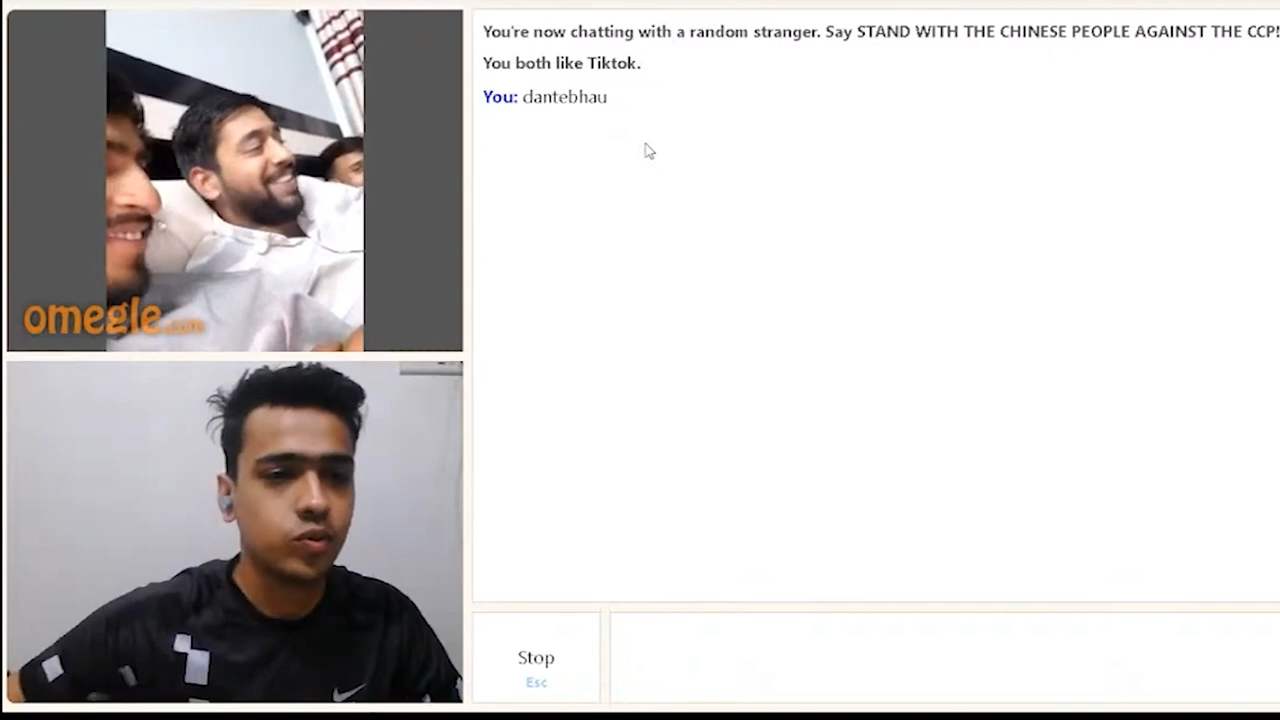 You're now chatting with a random stranger. Say STAND WITH THE CHINESE PEOPLE AGAINST THE CCP!
You both like Tiktok.
You: dantebhau
omegle.com
Stop
Esc